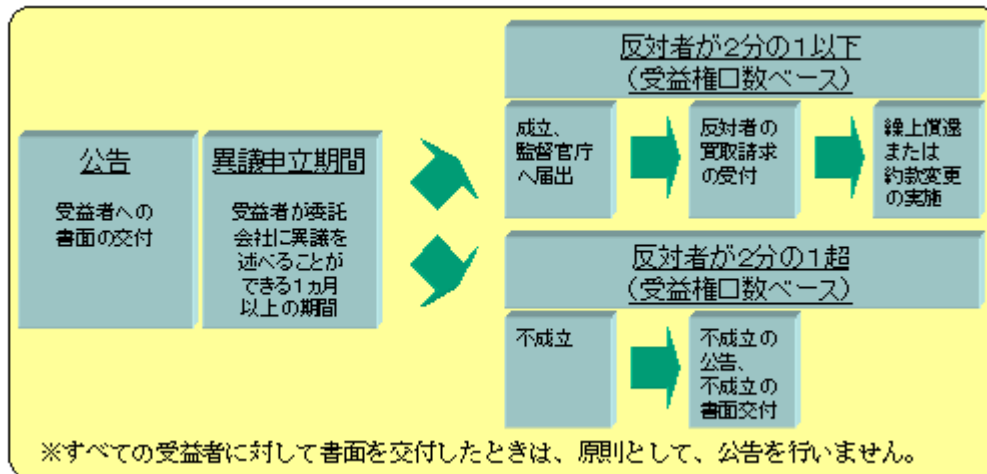 公告
受益者への
書面の交付
異議申立期間
受益者が委託
会社に異議を
述べることが
できる1ヵ月
以上の期間
反対者が2分の1以下
(受益権口数ベース)
成立、
監督官庁
へ届出
反対者の
買取請求
の受付
繰上償還
または
約款変更
の実施
反対者が2分の1超
(受益権口数ベース)
不成立
不成立の
公告、
不成立の
書面交付
※すべての受益者に対して書面を交付したときは、原則として、公告を行いません。